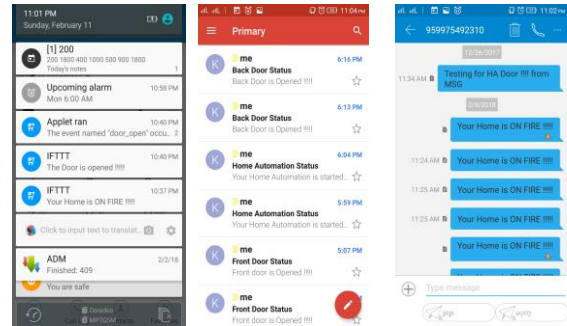 11:01 PM
Sunday, February 11
[1] 200
200 1800 400 1000 500 900 1800
Today's notes 1
Upcoming alarm 10:58 PM
Mon 6:00 AM
Applet ran 10:40 PM
The event named 'door_open' occu.. 2
IFTTT 10:40 PM
The Door is opened !!!!!
IFTTT 10:37 PM
Your Home is ON FIRE !!!!!
Click to input text to translat...
ADM 2/2/18
Finished: 409
You are safe
11:04 PM
Primary
me 6:16 PM
Back Door Status
Back Door is Opened !!!!!
me 6:13 PM
Back Door Status
Back Door is Opened !!!!!
me 6:04 PM
Home Automation Status
Your Home Automation is started..
me 5:59 PM
Home Automation Status
Your Home Automation is started..
me 5:07 PM
Front Door Status
Front door is Opened !!!!
me
Front Door Status
Front door is Opened !!!!
11:02 PM
959975492310
12/26/2017
11:34 AM Testing for HA Door !!!! from
MSG
2/9/2018
Your Home is ON FIRE !!!!!
11:24 AM Your Home is ON FIRE !!!!!
11:25 AM Your Home is ON FIRE !!!!!
11:25 AM Your Home is ON FIRE !!!!!
Your Home is ON FIRE !!!!!
Type message